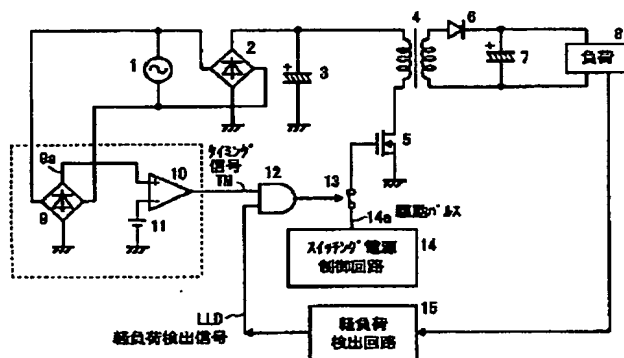 4
6
8
2
1
3
7
負荷
5
9a
10
タイミング
信号
TM
12
13
9
11
14a
駆動パルス
スイッチング電源
制御回路
14
15
LLD
軽負荷検出信号
軽負荷
検出回路